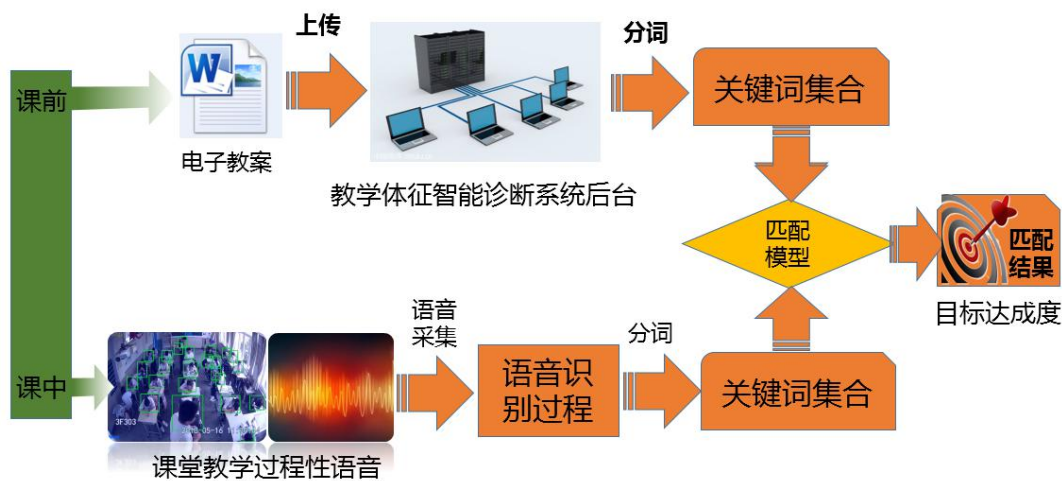 上传
分词
课前
W
关键词集合
电子教案
教学体征智能诊断系统后台
匹配
模型
匹配
结果
目标达成度
语音
采集
分词
课中
语音识
别过程
关键词集合
3F303
课堂教学过程性语音